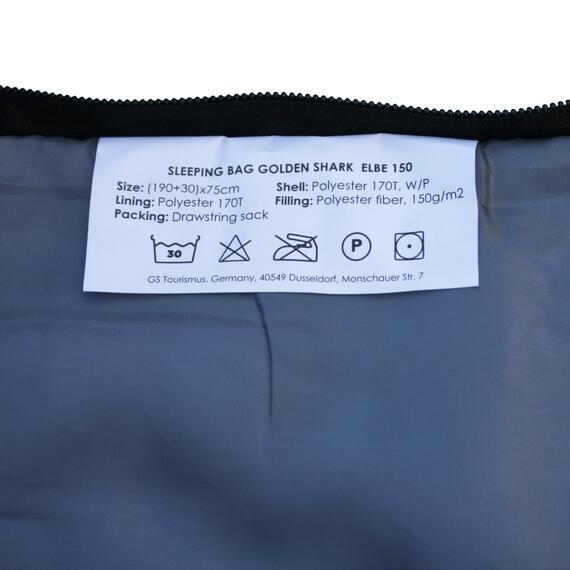 SLEEPING BAG GOLDEN SHARK ELBE 150
Size: (190+30)x75cm
Lining: Polyester 170T
Packing: Drawstring sack
Shell: Polyester 170T, W/P
Filling: Polyester fiber, 150g/m2
30
P
GS Tourismus, Germany, 40549 Dusseldorf, Monschauer Str. 7